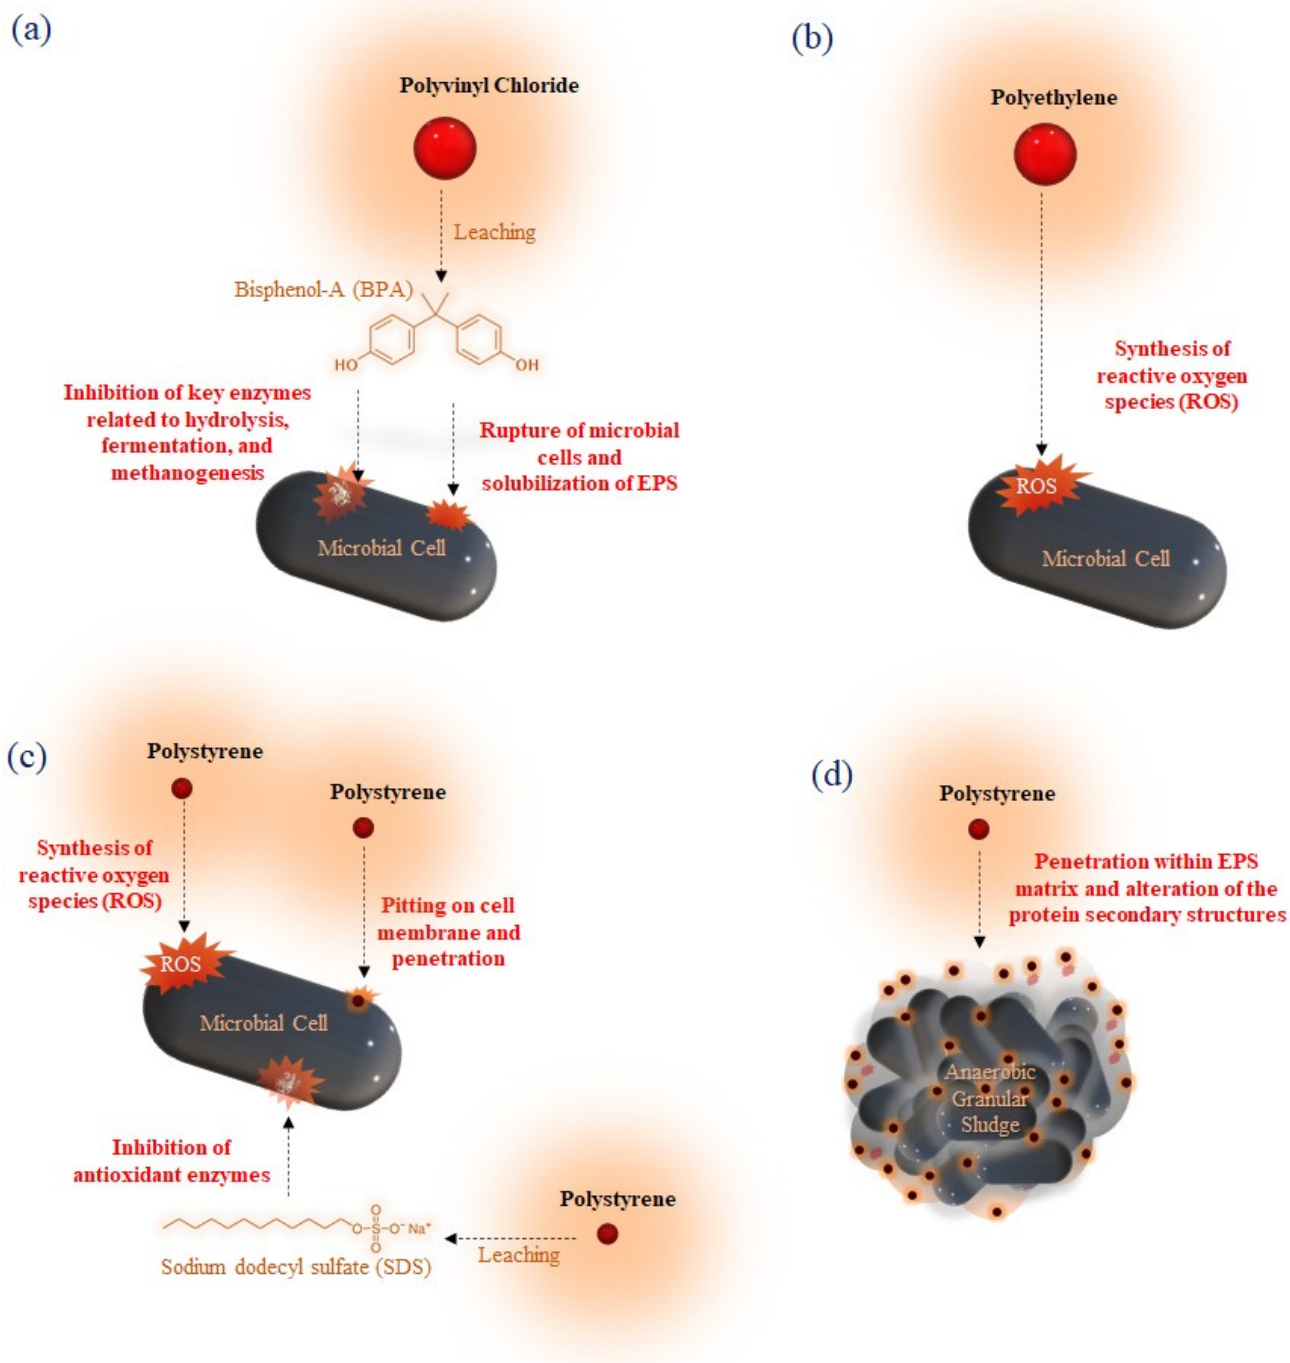 (a)
Polyvinyl Chloride
Leaching
Bisphenol-A (BPA)
HO
OH
Inhibition of key enzymes
related to hydrolysis,
fermentation, and
methanogenesis
Rupture of microbial
cells and
solubilization of EPS
Microbial Cell
(b)
Polyethylene
Synthesis of
reactive oxygen
species (ROS)
ROS
Microbial Cell
(c)
Polystyrene
Polystyrene
Synthesis of
reactive oxygen
species (ROS)
Pitting on cell
membrane and
penetration
ROS
Microbial Cell
Inhibition of
antioxidant enzymes
Polystyrene
Leaching
O
O-S-O⁻ Na⁺
O
Sodium dodecyl sulfate (SDS)
(d)
Polystyrene
Penetration within EPS
matrix and alteration of the
protein secondary structures
Anaerobic
Granular
Sludge